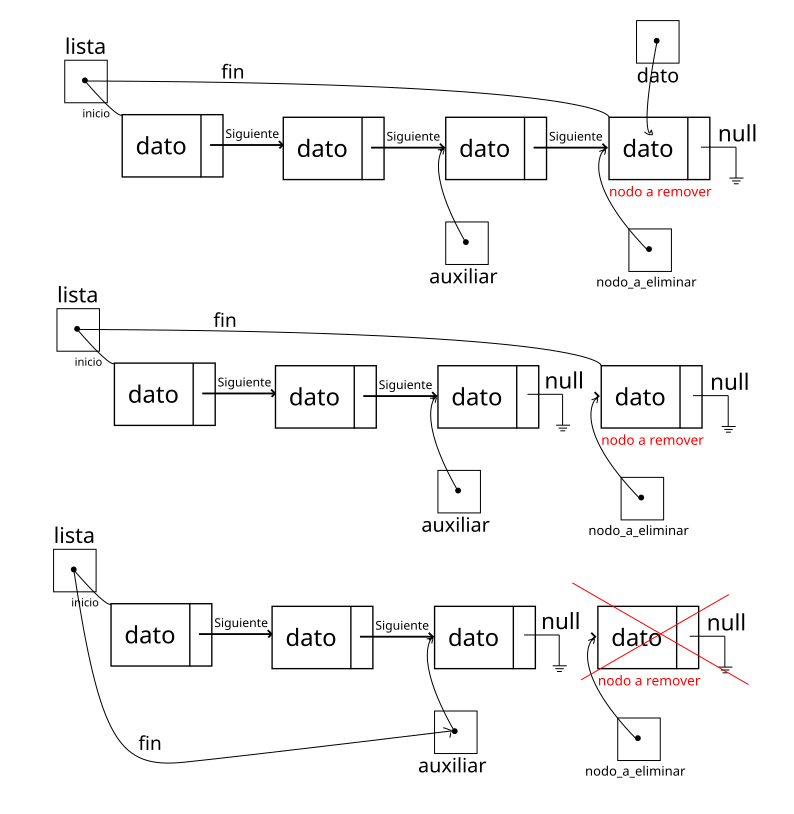 lista
fin
dato
inicio
dato
Siguiente
dato
Siguiente
dato
Siguiente
dato
null
nodo a remover
auxiliar
nodo_a_eliminar
lista
fin
inicio
dato
Siguiente
dato
Siguiente
dato
null
dato
null
nodo a remover
auxiliar
nodo_a_eliminar
lista
inicio
dato
Siguiente
dato
Siguiente
dato
null
dato
null
nodo a remover
fin
auxiliar
nodo_a_eliminar